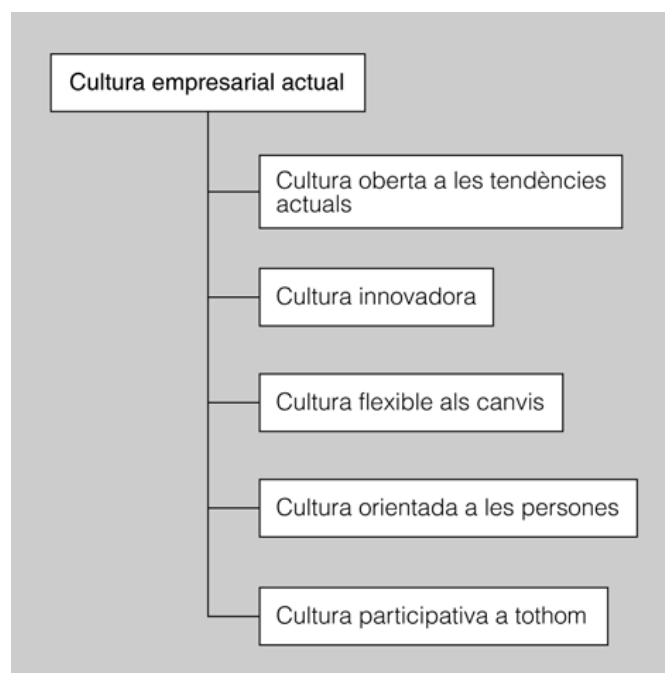 Cultura empresarial actual
Cultura oberta a les tendències
actuals
Cultura innovadora
Cultura flexible als canvis
Cultura orientada a les persones
Cultura participativa a tothom